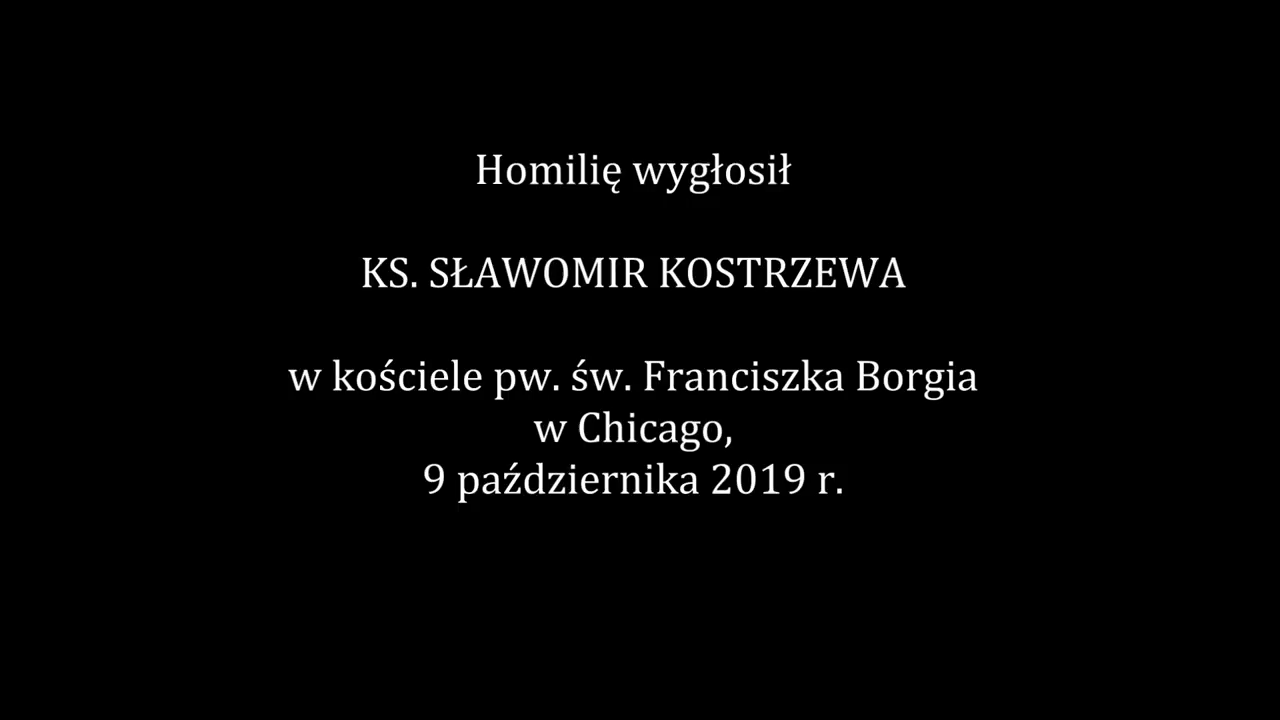 Homilię wygłosił
KS. SŁAWOMIR KOSTRZEWA
w kościele pw. św. Franciszka Borgia
w Chicago,
9 października 2019 r.